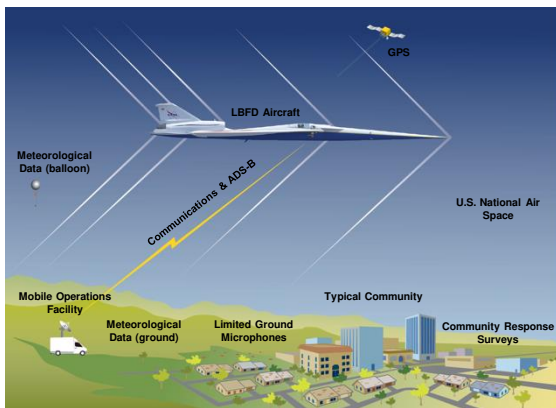 GPS
LBFD Aircraft
Meteorological
Data (balloon)
Communications & ADS-B
U.S. National Air
Space
Mobile Operations
Facility
Typical Community
Meteorological
Data (ground)
Limited Ground
Microphones
Community Response
Surveys